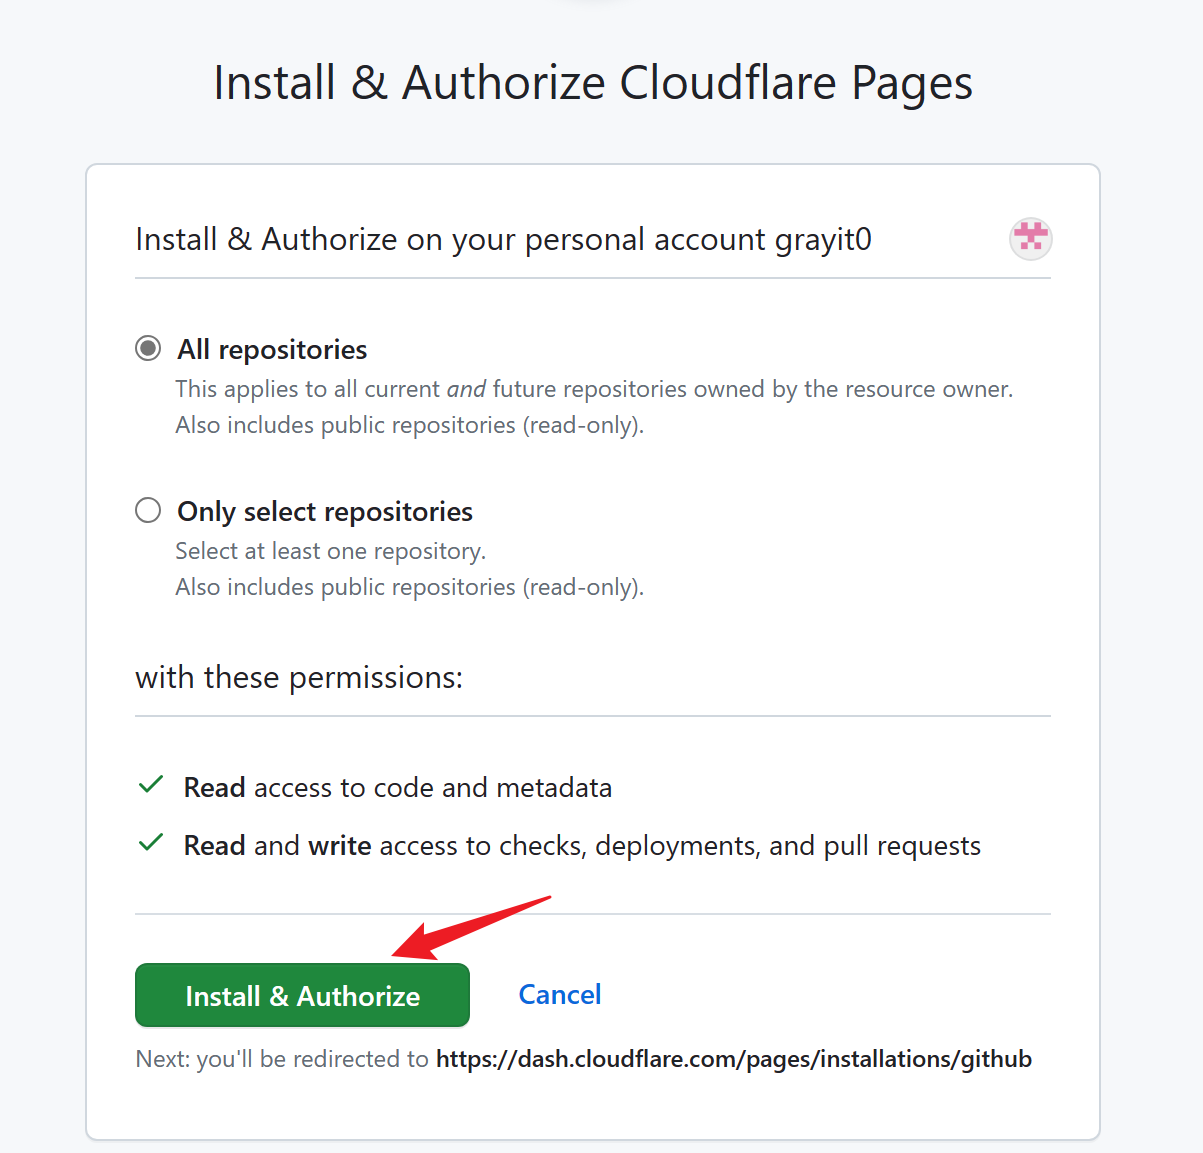 Install & Authorize Cloudflare Pages
Install & Authorize on your personal account grayit0
All repositories
This applies to all current and future repositories owned by the resource owner.
Also includes public repositories (read-only).
Only select repositories
Select at least one repository.
Also includes public repositories (read-only).
with these permissions:
Read access to code and metadata
Read and write access to checks, deployments, and pull requests
Install & Authorize
Cancel
Next: you'll be redirected to https://dash.cloudflare.com/pages/installations/github